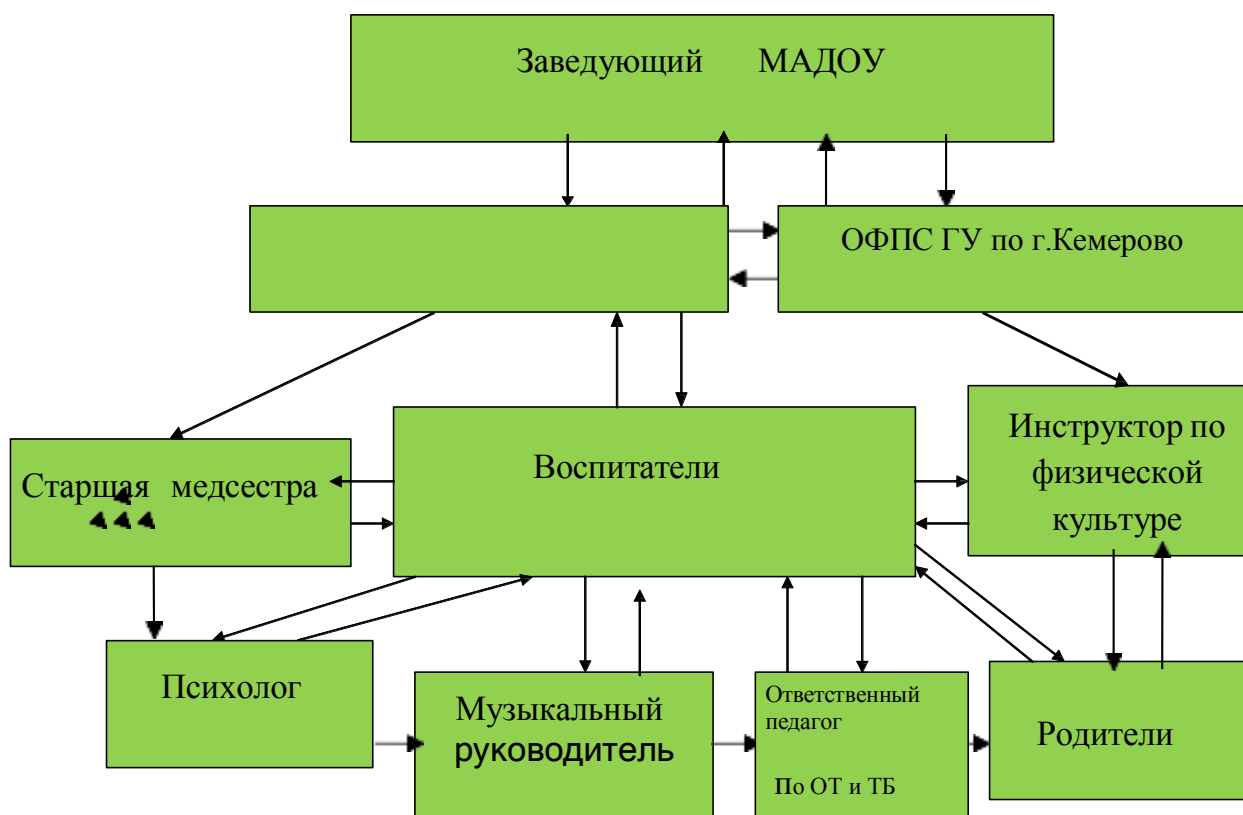 Заведующий МАДОУ
ОФПС ГУ по г.Кемерово
Инструктор по
физической
культуре
Воспитатели
Старшая медсестра
Психолог
Музыкальный
руководитель
Ответственный
педагог
По ОТ и ТБ
Родители